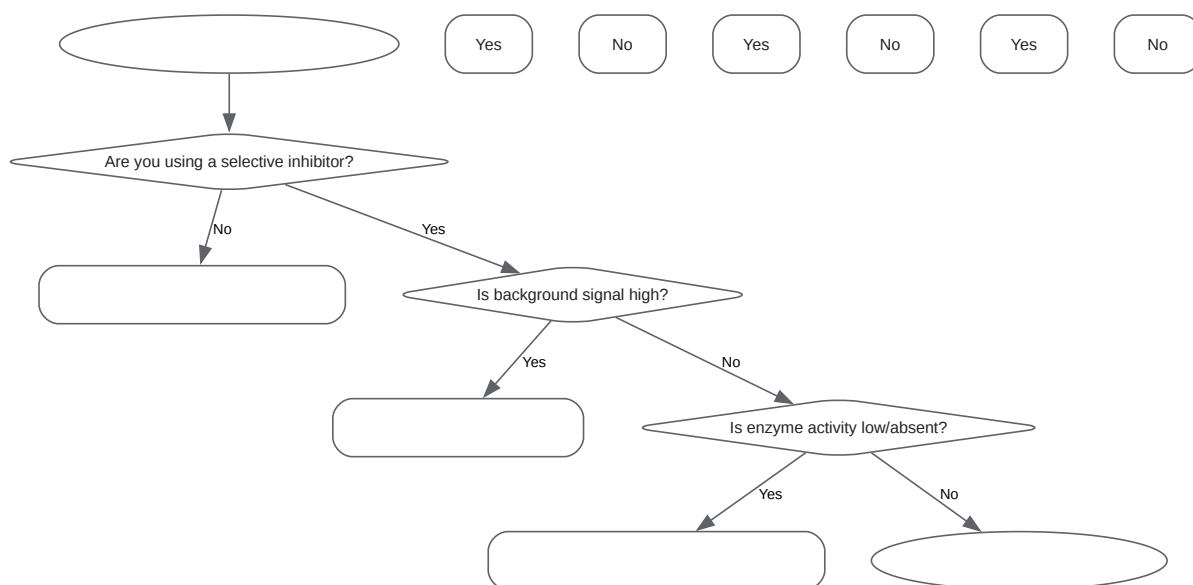 Yes
No
Yes
No
Yes
No
Are you using a selective inhibitor?
No
Yes
Is background signal high?
Yes
No
Is enzyme activity low/absent?
Yes
No